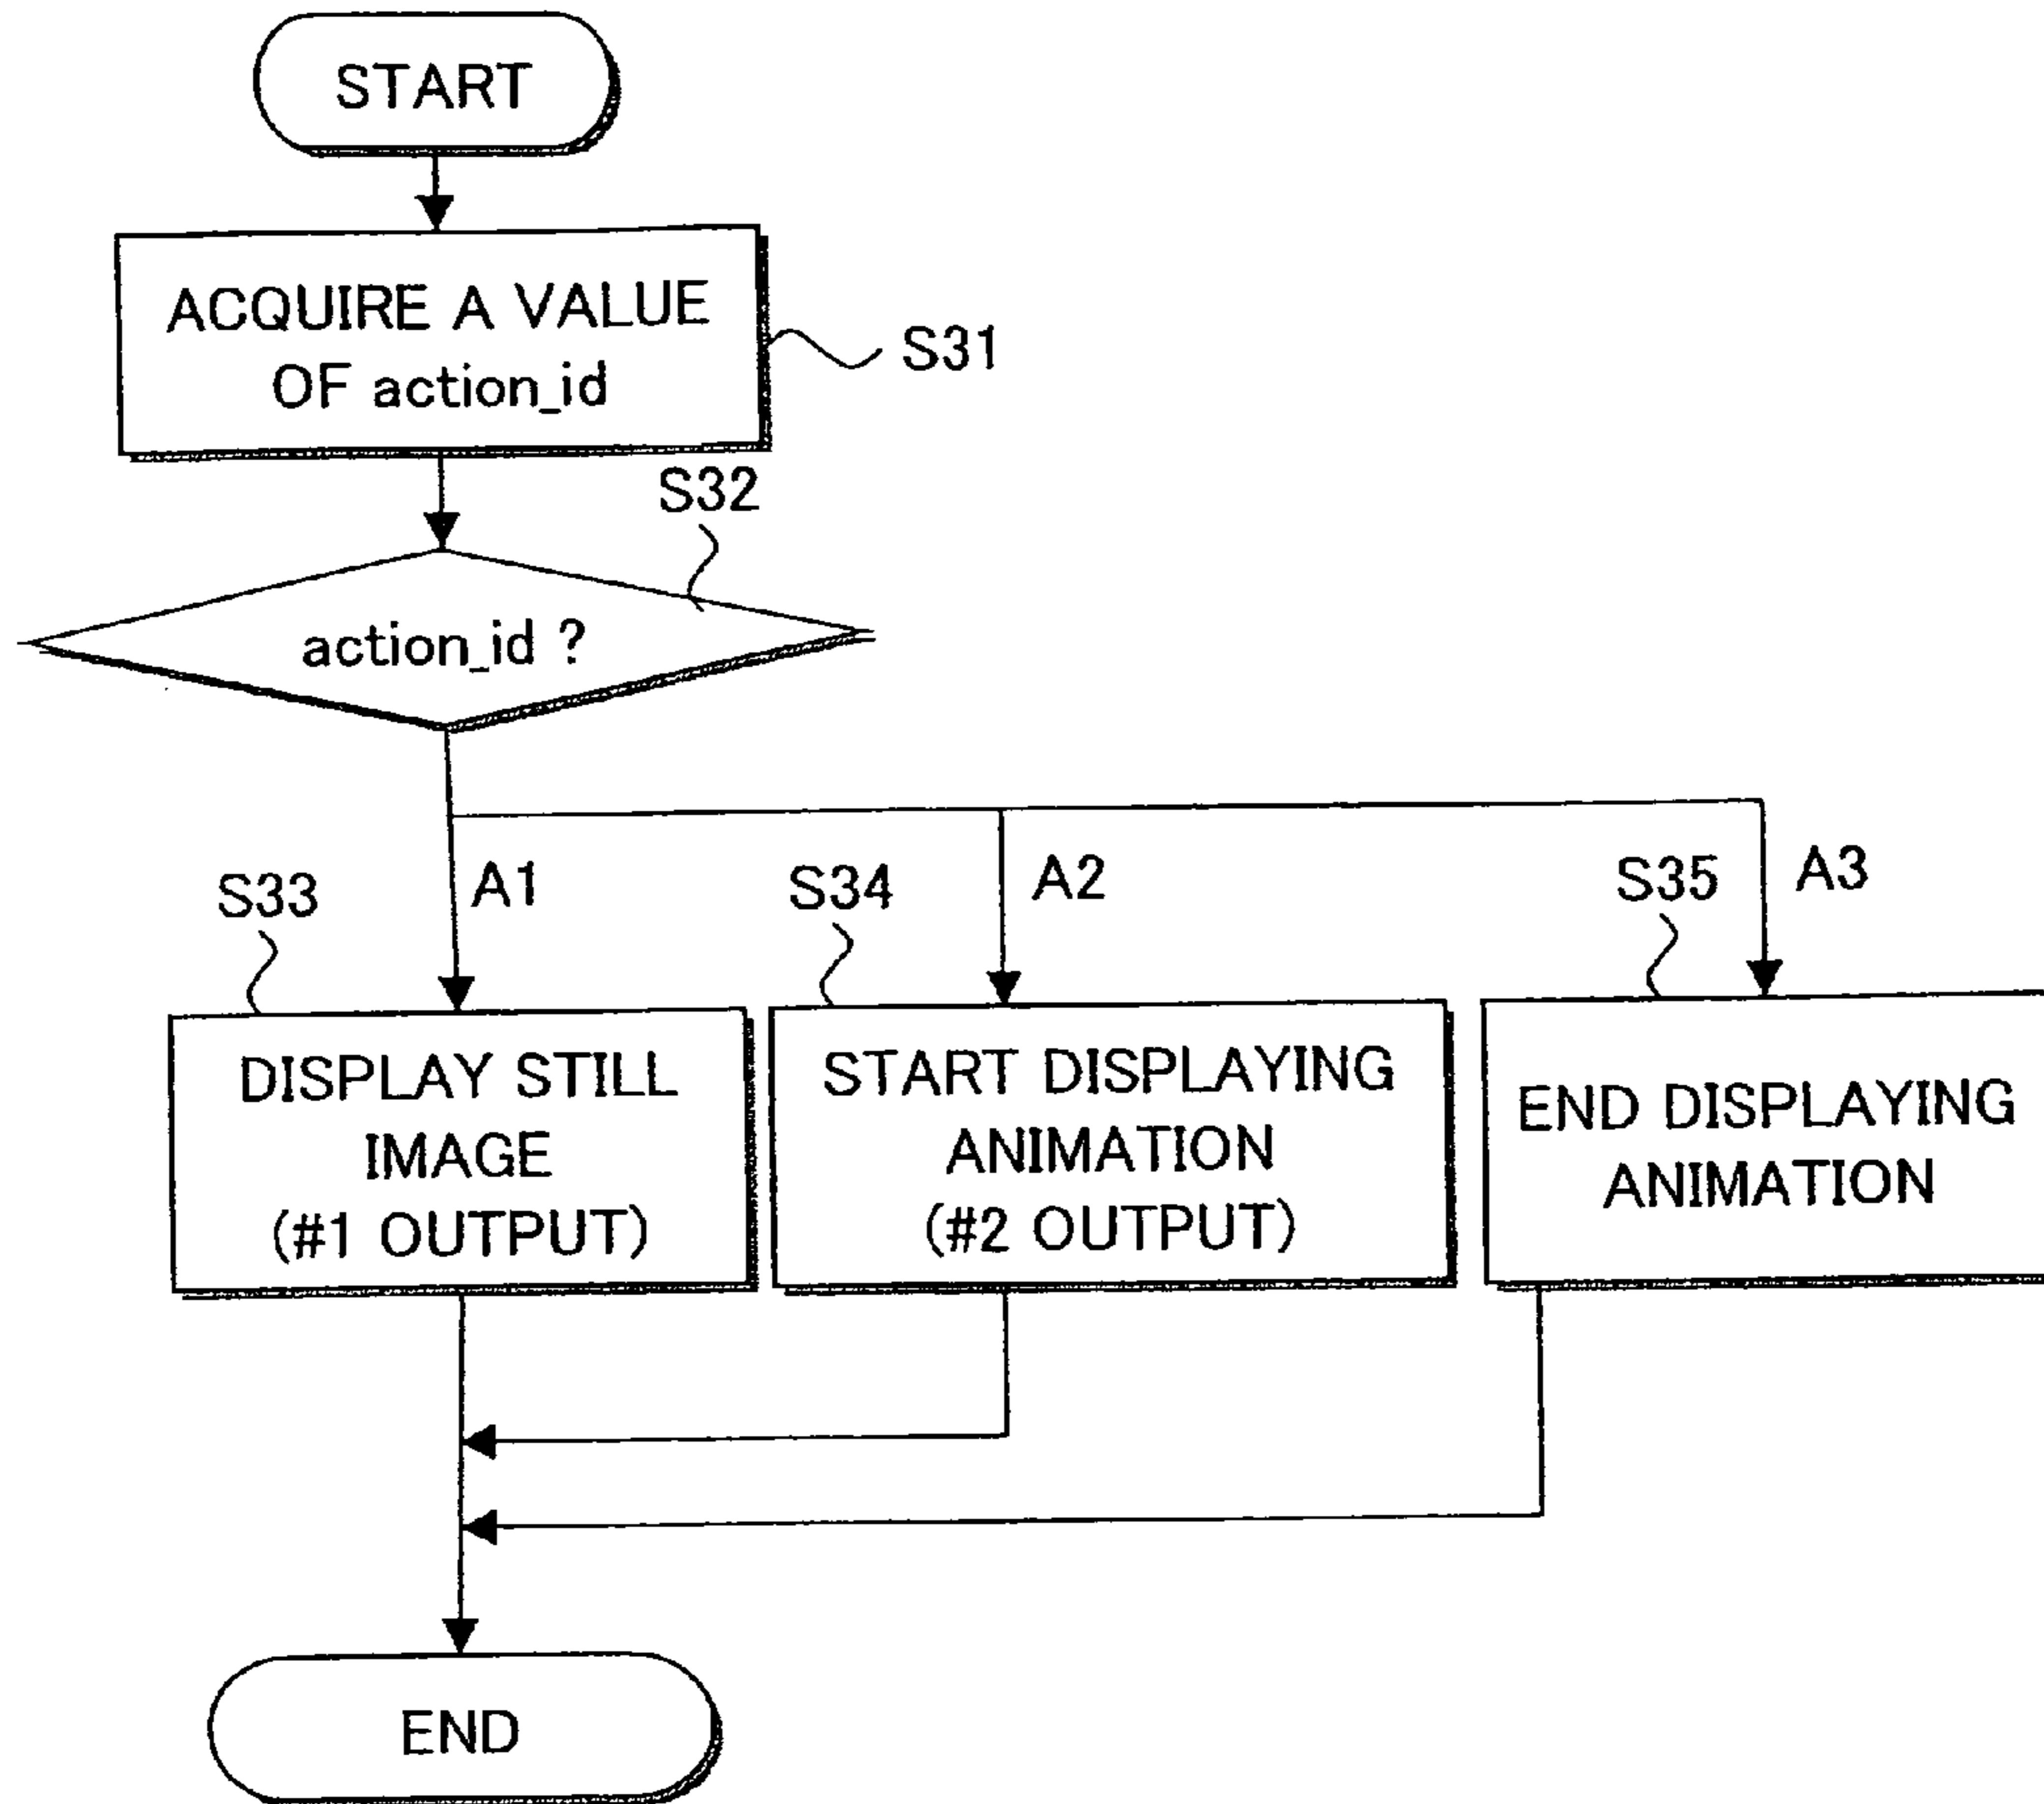 START
ACQUIRE A VALUE
OF action_id
S31
S32
action_id ?
S33
A1
S34
A2
S35
A3
DISPLAY STILL
IMAGE
(#1 OUTPUT)
START DISPLAYING
ANIMATION
(#2 OUTPUT)
END DISPLAYING
ANIMATION
END